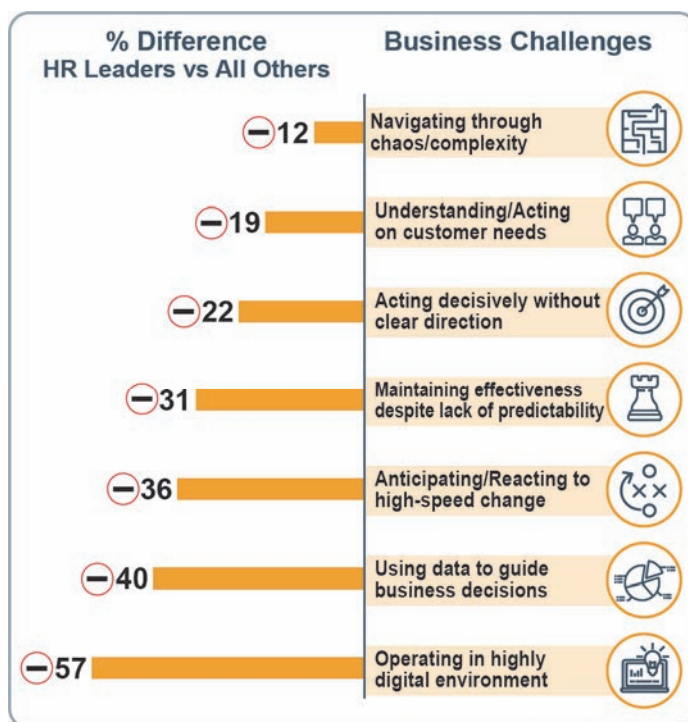 % Difference
HR Leaders vs All Others
Business Challenges
− 12
Navigating through
chaos/complexity
− 19
Understanding/Acting
on customer needs
− 22
Acting decisively without
clear direction
− 31
Maintaining effectiveness
despite lack of predictability
− 36
Anticipating/Reacting to
high-speed change
− 40
Using data to guide
business decisions
− 57
Operating in highly
digital environment